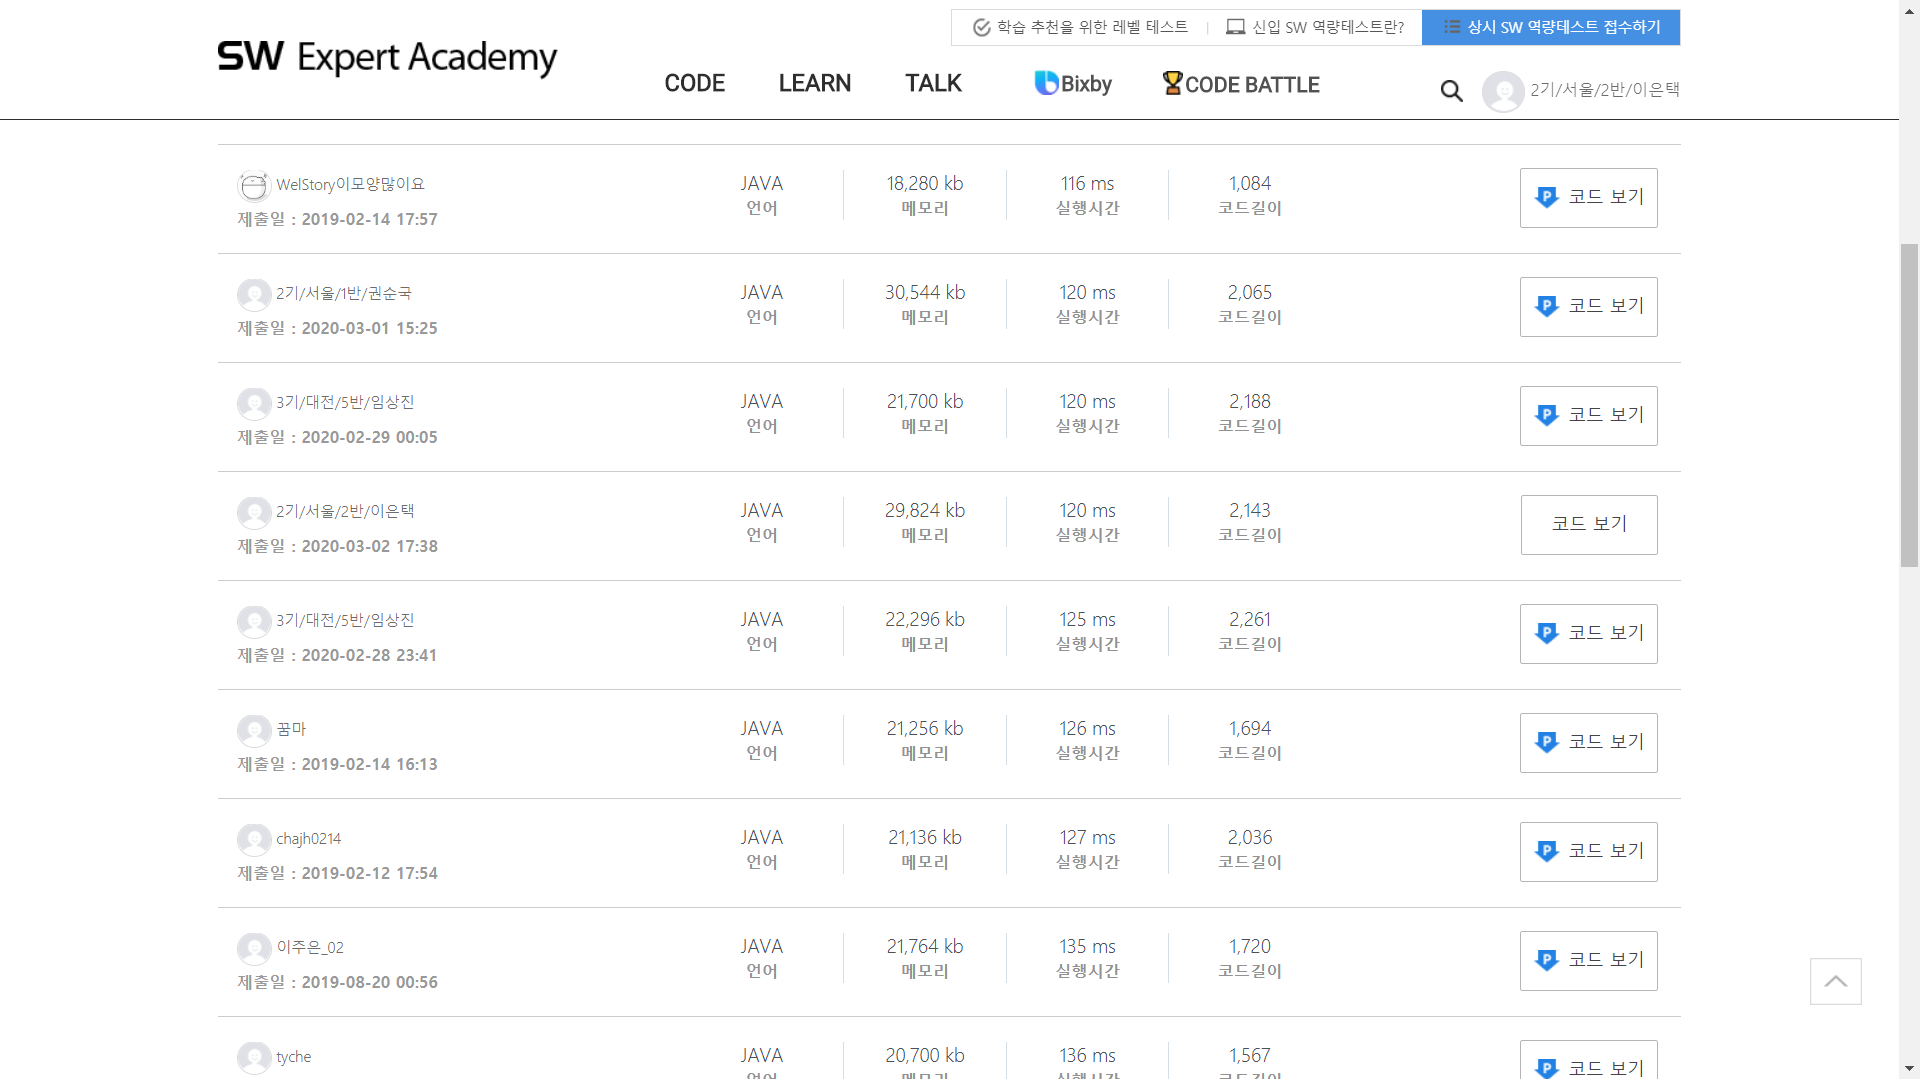 학습 추천을 위한 레벨 테스트
신입 SW 역량테스트란?
상시 SW 역량테스트 접수하기
SW Expert Academy
CODE LEARN TALK Bixby CODE BATTLE
2기/서울/2반/이은택
WelStory이모양많이요 JAVA 18,280 kb 116 ms 1,084
언어 메모리 실행시간 코드길이 P 코드 보기
제출일 : 2019-02-14 17:57
2기/서울/1반/권순국 JAVA 30,544 kb 120 ms 2,065
언어 메모리 실행시간 코드길이 P 코드 보기
제출일 : 2020-03-01 15:25
3기/대전/5반/임상진 JAVA 21,700 kb 120 ms 2,188
언어 메모리 실행시간 코드길이 P 코드 보기
제출일 : 2020-02-29 00:05
2기/서울/2반/이은택 JAVA 29,824 kb 120 ms 2,143
언어 메모리 실행시간 코드길이 코드 보기
제출일 : 2020-03-02 17:38
3기/대전/5반/임상진 JAVA 22,296 kb 125 ms 2,261
언어 메모리 실행시간 코드길이 P 코드 보기
제출일 : 2020-02-28 23:41
꿈마 JAVA 21,256 kb 126 ms 1,694
언어 메모리 실행시간 코드길이 P 코드 보기
제출일 : 2019-02-14 16:13
chajh0214 JAVA 21,136 kb 127 ms 2,036
언어 메모리 실행시간 코드길이 P 코드 보기
제출일 : 2019-02-12 17:54
이주은_02 JAVA 21,764 kb 135 ms 1,720
언어 메모리 실행시간 코드길이 P 코드 보기
제출일 : 2019-08-20 00:56
tyche JAVA 20,700 kb 136 ms 1,567
언어 메모리 실행시간 코드길이 P 코드 보기